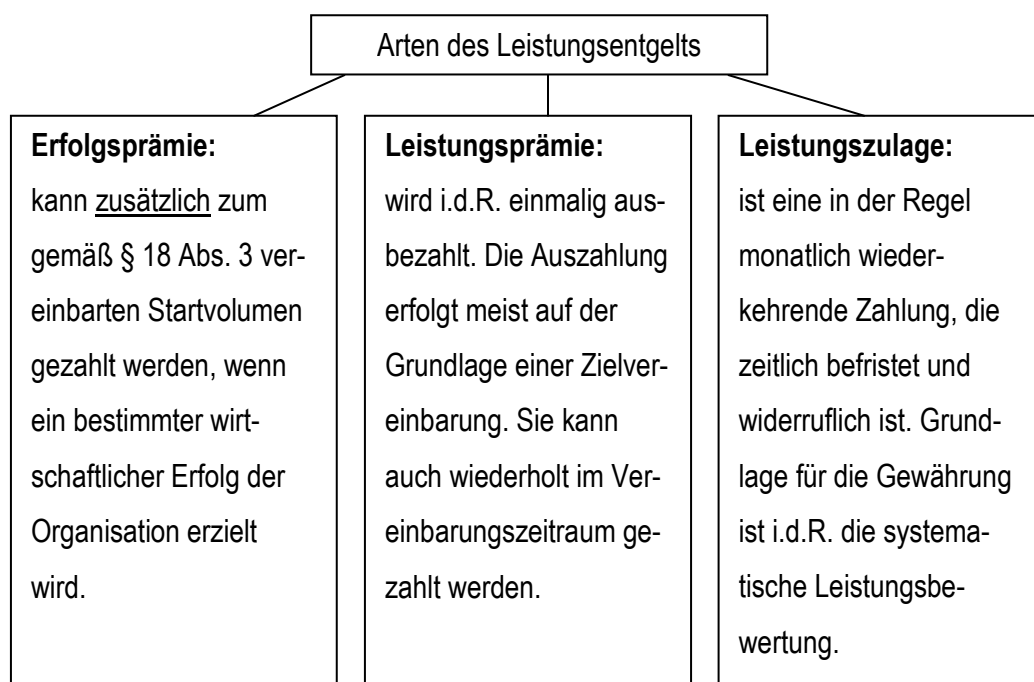 Arten des Leistungsentgelts
Erfolgsprämie:
kann zusätzlich zum
gemäß § 18 Abs. 3 ver-
einbarten Startvolumen
gezahlt werden, wenn
ein bestimmter wirt-
schaftlicher Erfolg der
Organisation erzielt
wird.
Leistungsprämie:
wird i.d.R. einmalig aus-
bezahlt. Die Auszahlung
erfolgt meist auf der
Grundlage einer Zielver-
einbarung. Sie kann
auch wiederholt im Ver-
einbarungszeitraum ge-
zahlt werden.
Leistungszulage:
ist eine in der Regel
monatlich wieder-
kehrende Zahlung, die
zeitlich befristet und
widerruflich ist. Grund-
lage für die Gewährung
ist i.d.R. die systema-
tische Leistungsbe-
wertung.